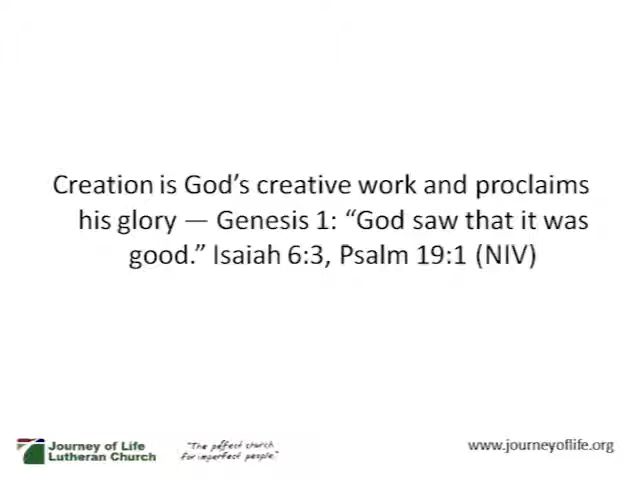 Creation is God’s creative work and proclaims
his glory — Genesis 1: “God saw that it was
good.” Isaiah 6:3, Psalm 19:1 (NIV)
Journey of Life
Lutheran Church
"The perfect church
for imperfect people."
www.journeyoflife.org